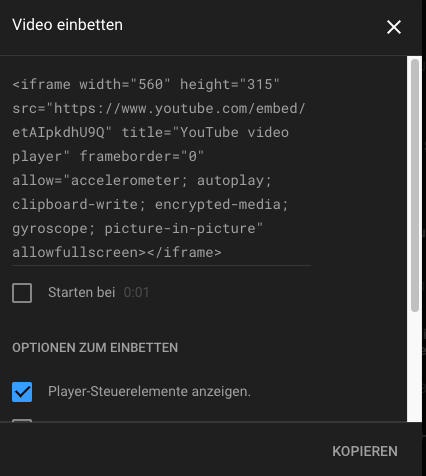 Video einbetten
<iframe width="560" height="315"
src="https://www.youtube.com/embed/
etAIpkdhU9Q" title="YouTube video
player" frameborder="0"
allow="accelerometer; autoplay;
clipboard-write; encrypted-media;
gyroscope; picture-in-picture"
allowfullscreen></iframe>
Starten bei 0:01
OPTIONEN ZUM EINBETTEN
Player-Steuerelemente anzeigen.
KOPIEREN